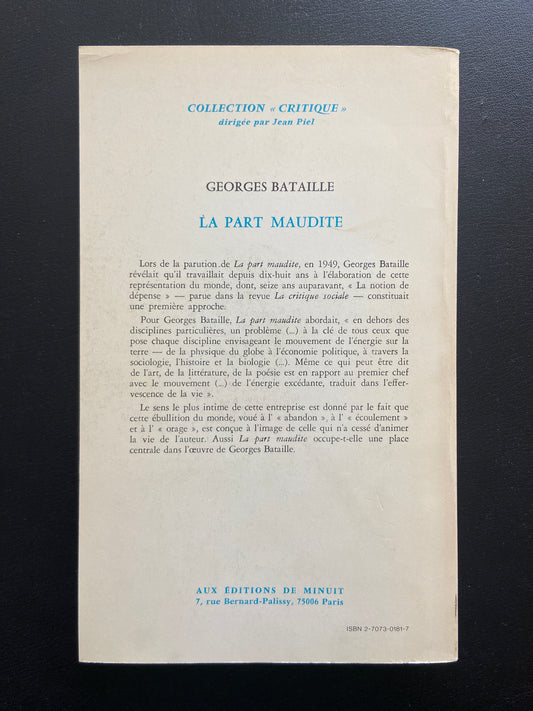 COLLECTION « CRITIQUE »
dirigée par Jean Piel
GEORGES BATAILLE
LA PART MAUDITE
Lors de la parution de La part maudite, en 1949, Georges Bataille
révélait qu'il travaillait depuis dix-huit ans à l'élaboration de cette
représentation du monde, dont, seize ans auparavant, « La notion de
dépense » — parue dans la revue La critique sociale — constituait
une première approche.
Pour Georges Bataille, La part maudite abordait, « en dehors des
disciplines particulières, un problème (...) à la clé de tous ceux que
pose chaque discipline envisageant le mouvement de l'énergie sur la
terre — de la physique du globe à l'économie politique, à travers la
sociologie, l'histoire et la biologie (...). Même ce qui peut être dit
de l'art, de la littérature, de la poésie est en rapport au premier chef
avec le mouvement (...) de l'énergie excédante, traduit dans l'effer-
vescence de la vie ».
Le sens le plus intime de cette entreprise est donné par le fait que
cette ébullition du monde, voué à l' « abandon », à l' « écoulement »
et à l' « orage », est conçue à l'image de celle qui n'a cessé d'animer
la vie de l'auteur. Aussi La part maudite occupe-t-elle une place
centrale dans l'œuvre de Georges Bataille.
AUX ÉDITIONS DE MINUIT
7, rue Bernard-Palissy, 75006 Paris
ISBN 2-7073-0181-7